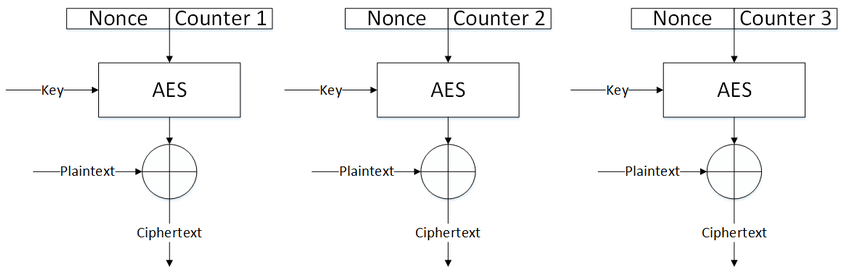 Nonce Counter 1
Nonce Counter 2
Nonce Counter 3
Key AES
Key AES
Key AES
Plaintext
Plaintext
Plaintext
Ciphertext
Ciphertext
Ciphertext